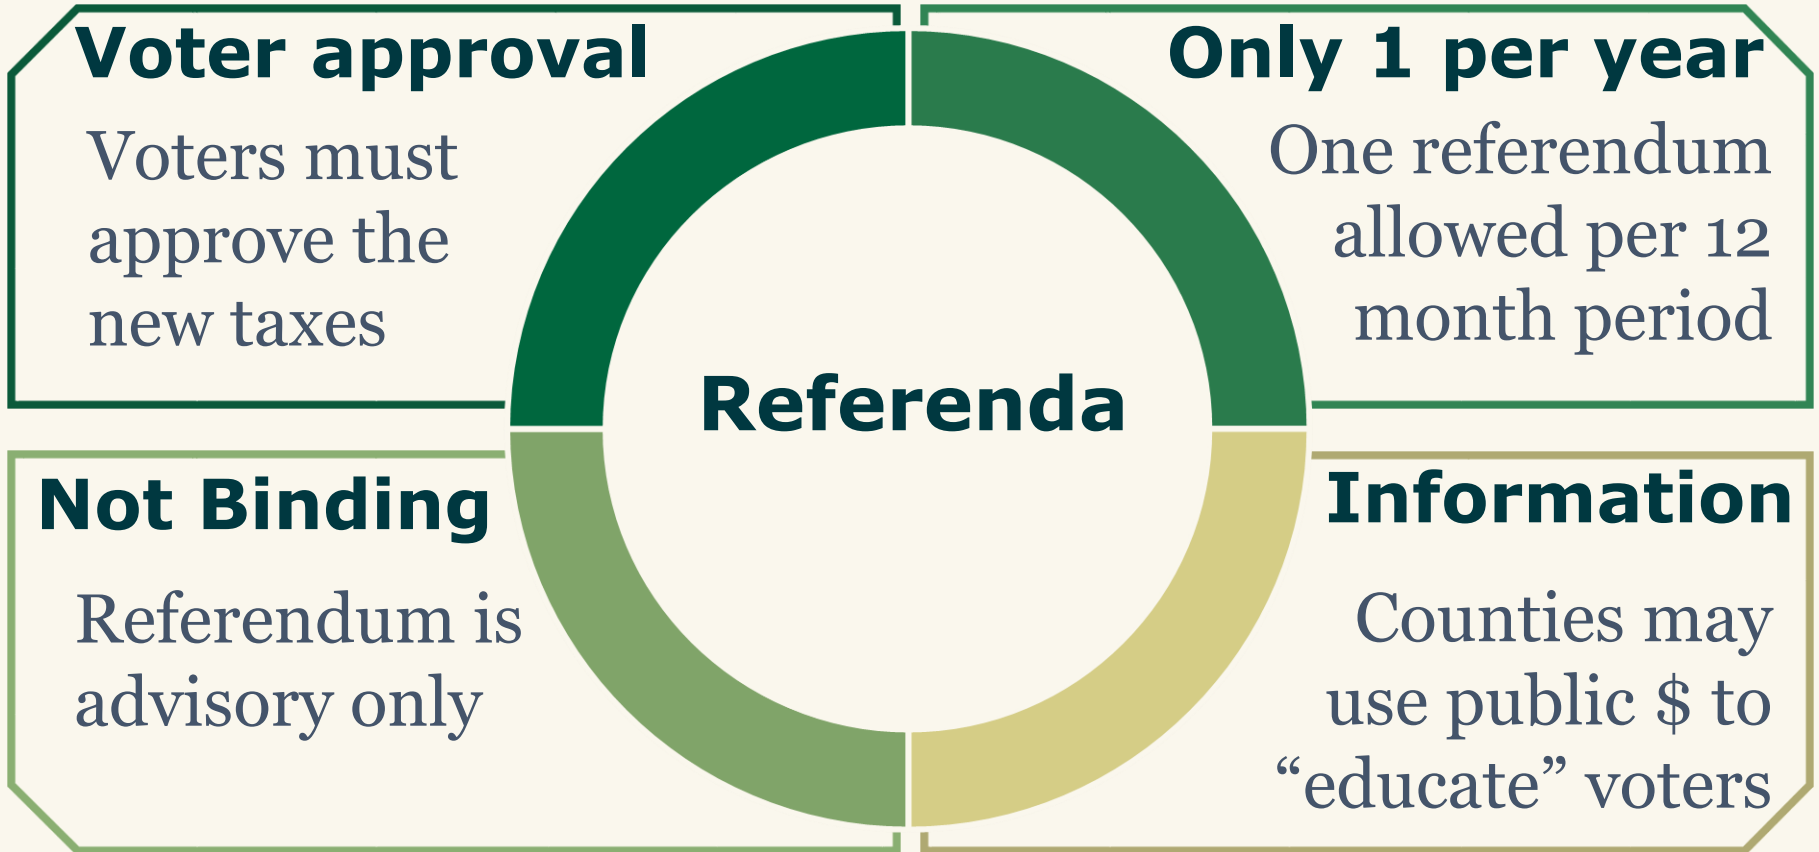 Voter approval
Voters must
approve the
new taxes
Only 1 per year
One referendum
allowed per 12
month period
Referenda
Not Binding
Referendum is
advisory only
Information
Counties may
use public $ to
“educate” voters